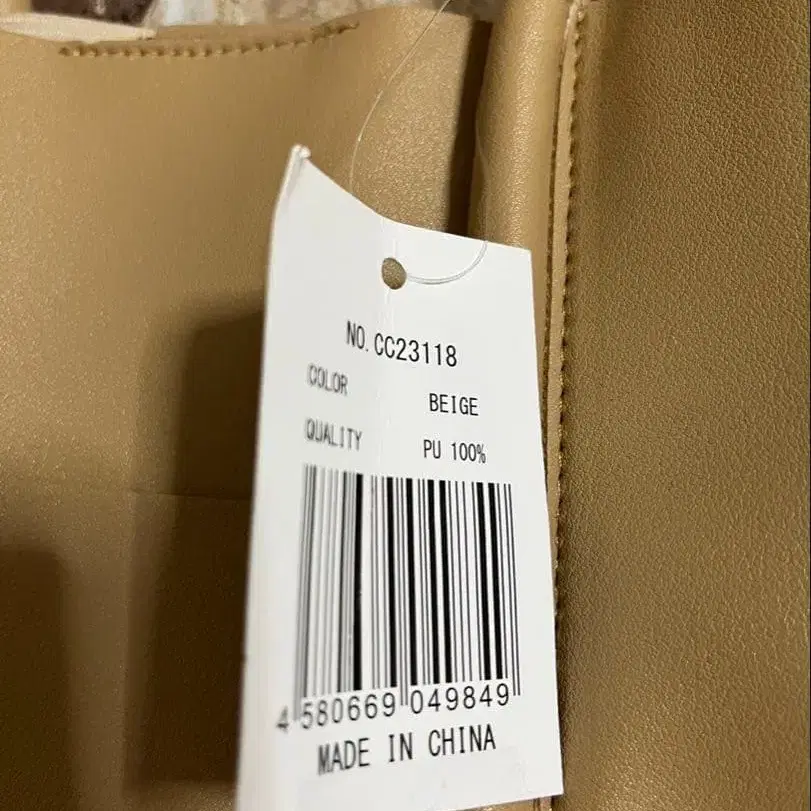 NO. CC23118
COLOR BEIGE
QUALITY PU 100%
4 580669 049849
MADE IN CHINA